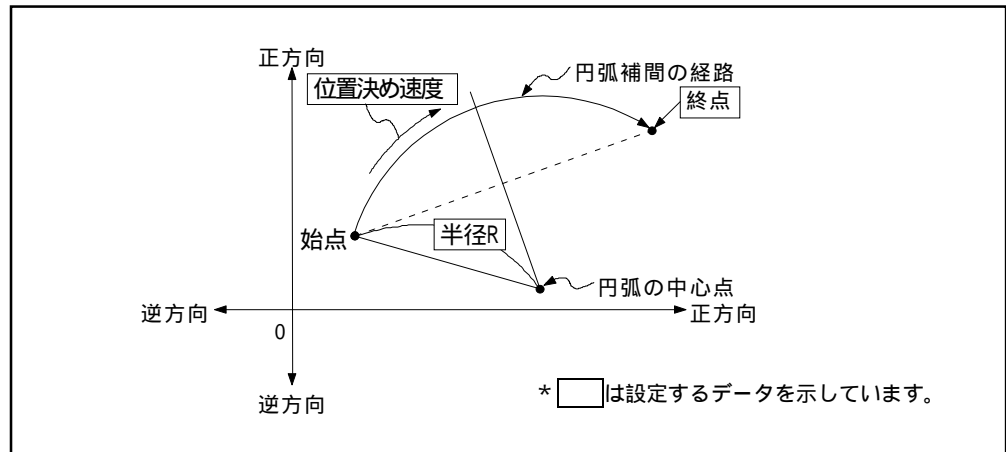 正方向
位置決め速度
円弧補間の経路
終点
始点
半径R
円弧の中心点
逆方向
0
正方向
逆方向
*□は設定するデータを示しています。